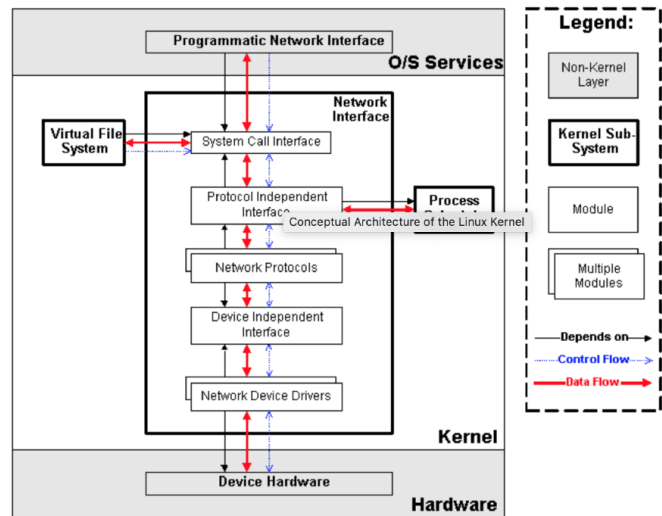 Programmatic Network Interface
O/S Services
Network
Interface
Virtual File
System
System Call Interface
Protocol Independent
Interface
Process
Conceptual Architecture of the Linux Kernel
Network Protocols
Device Independent
Interface
Network Device Drivers
Kernel
Device Hardware
Hardware
Legend:
Non-Kernel
Layer
Kernel Sub-
System
Module
Multiple
Modules
Depends on
Control Flow
Data Flow